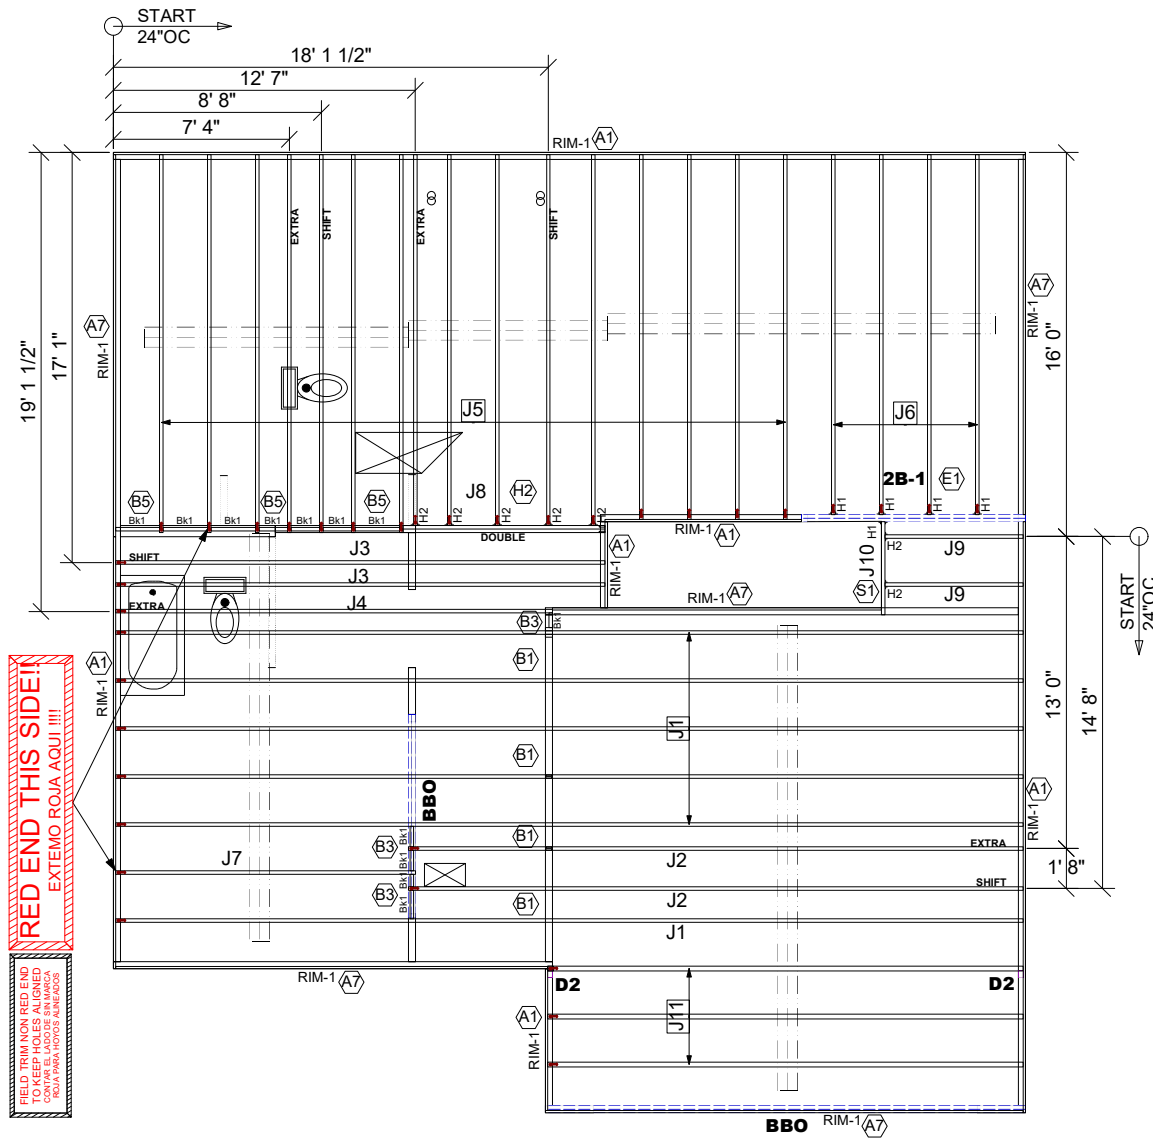 START
24"OC
18' 1 1/2"
12' 7"
8' 8"
7' 4"
RIM-1 A1
EXTRA
SHIFT
EXTRA
SHIFT
A7
RIM-1
A7
RIM-1
19' 1 1/2"
17' 1"
16' 0"
J5
J6
2B-1 E1
J8 H2
B5
B5
B5
Bk1
Bk1
Bk1
Bk1
Bk1
Bk1
Bk1
H2
H2
H2
H2
H2
H1
H1
H1
H1
DOUBLE
RIM-1 A1
J3
SHIFT
J3
J4
EXTRA
A1
RIM-1
J10
H1
S1
H2
H2
J9
J9
START
24"OC
RIM-1 A7
B3
Bk1
B1
A1
RIM-1
J1
B1
13' 0"
14' 8"
BBO
A1
RIM-1
RED END THIS SIDE!!
EXTEMO ROJA AQUI !!!!
B1
B3
Bk1
Bk1
Bk1
Bk1
B3
B1
EXTRA
J2
1' 8"
SHIFT
J2
J7
J1
RIM-1 A7
D2
D2
FIELD TRIM NON RED END
TO KEEP HOLES ALIGNED
CONTAR EL LADO DE SIN MARCA
ROJA PARA HOYOS ALINEADOS
A1
RIM-1
J11
BBO RIM-1 A7